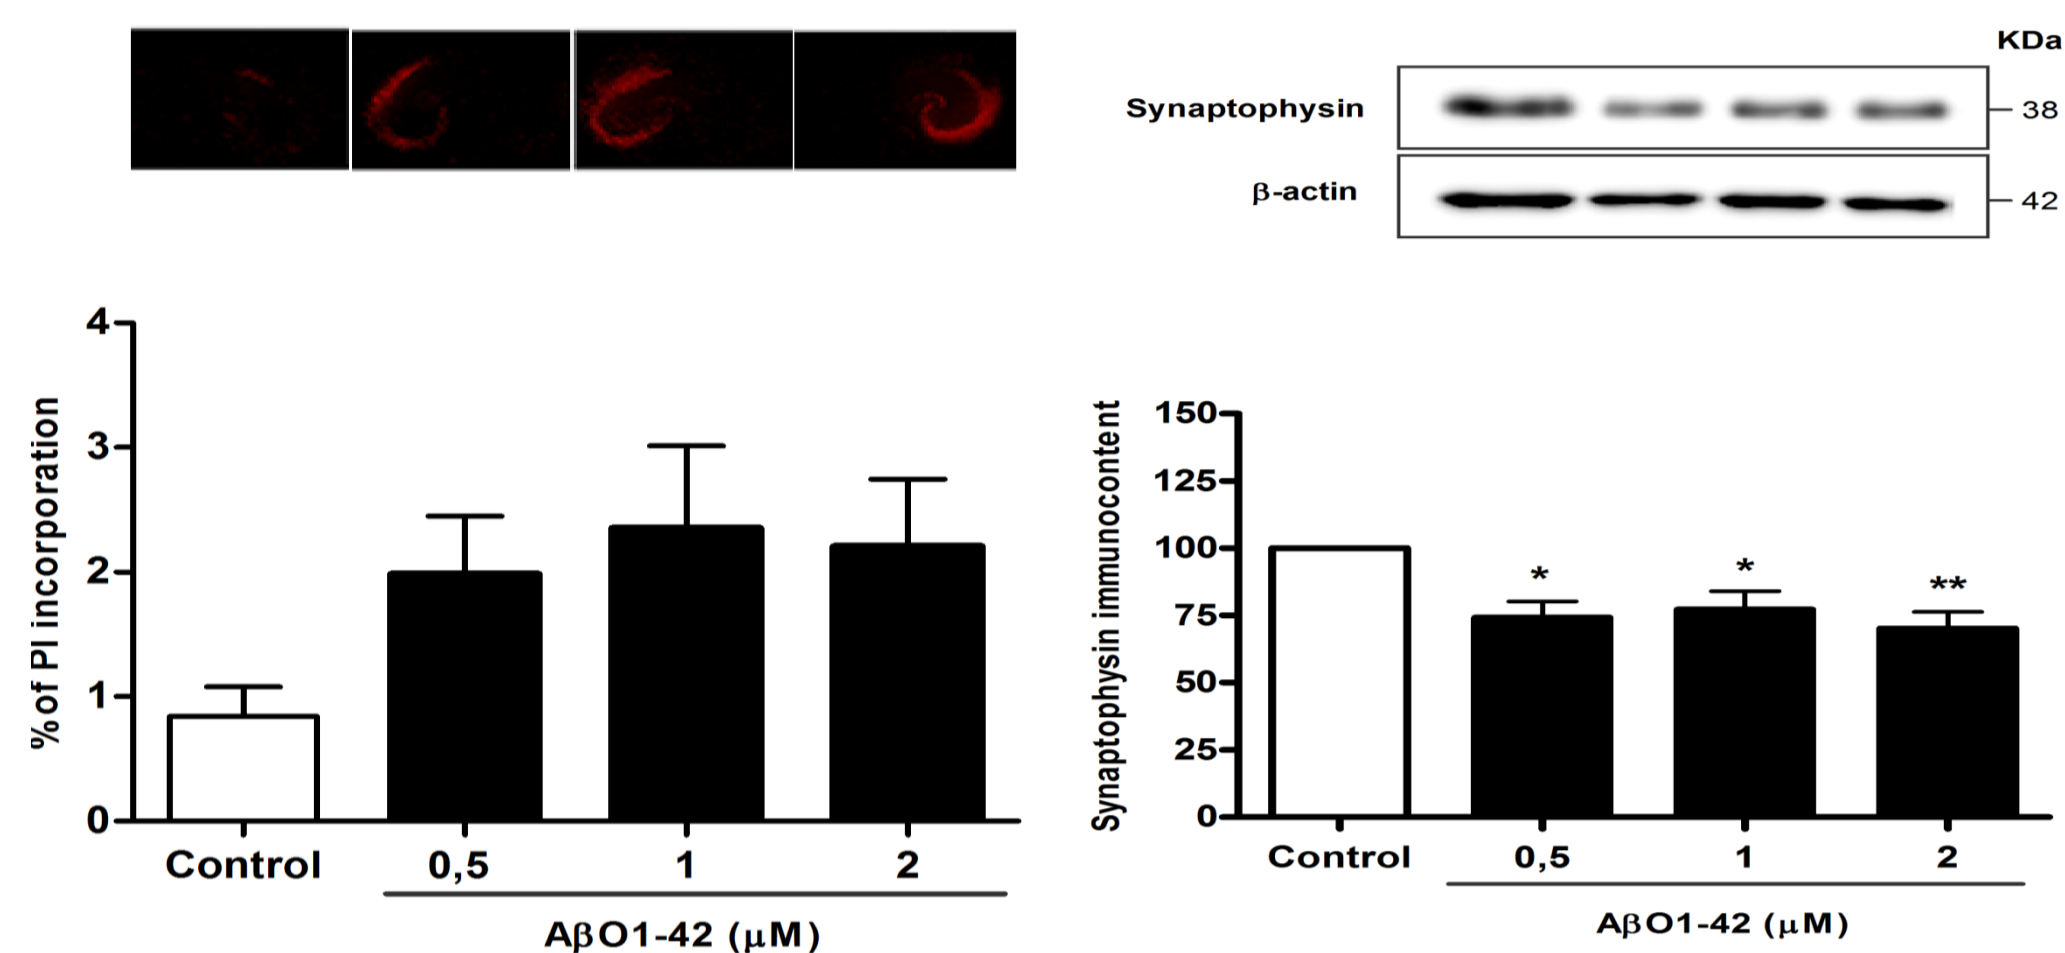 KDa
Synaptophysin
38
β-actin
42
% of PI incorporation
4
3
2
1
0
Control 0,5 1 2
AβO1-42 (μM)
Synaptophysin immunocontent
150
125
100
75
50
25
0
* * **
Control 0,5 1 2
AβO1-42 (μM)